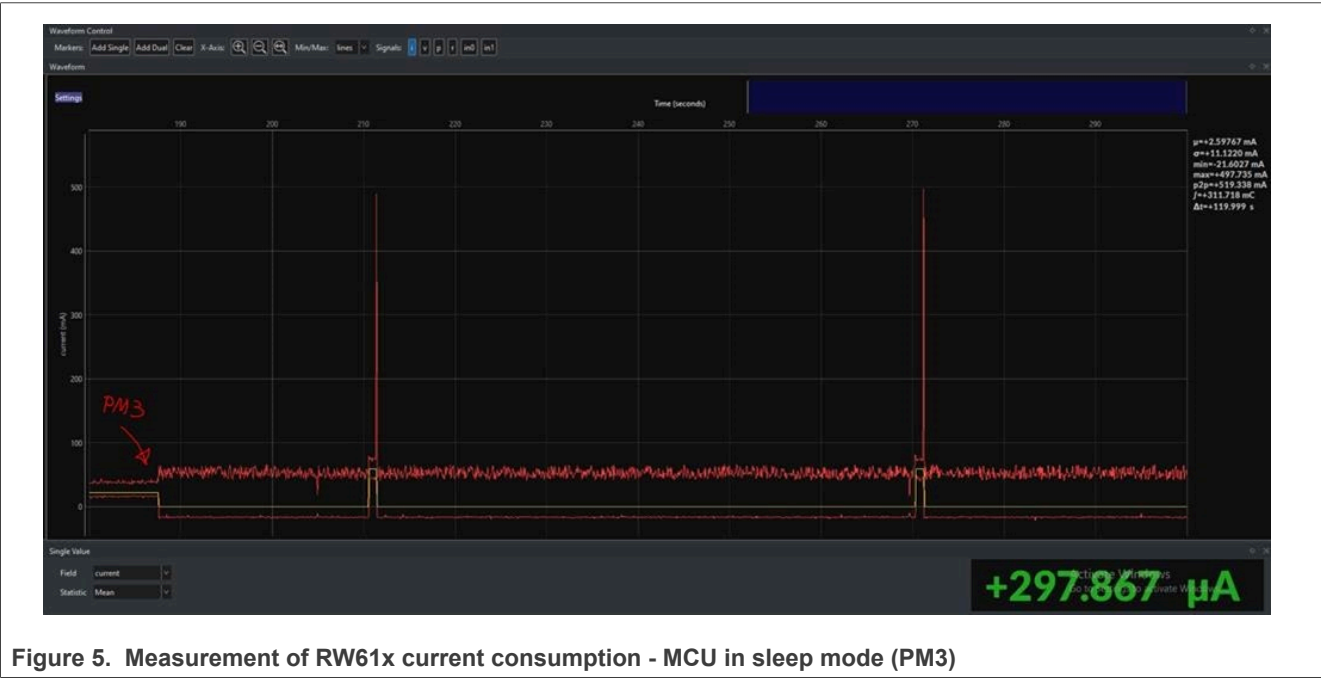 Waveform Control
Markers: Add Single Add Dual Clear X-Axis: Min/Max: lines Signals: i v p r in0 in1
Waveform
Settings
Time (seconds)
190 200 210 220 230 240 250 260 270 280 290
μ=+2.59767 mA
σ=+11.1220 mA
min=-21.6027 mA
max=+497.735 mA
p2p=+519.338 mA
∫=+311.718 mC
Δt=+119.999 s
500
400
300
200
100
0
current (mA)
PM3
Single Value
Field current
Statistic Mean
+297.867 µA
Activate Windows
Figure 5. Measurement of RW61x current consumption - MCU in sleep mode (PM3)